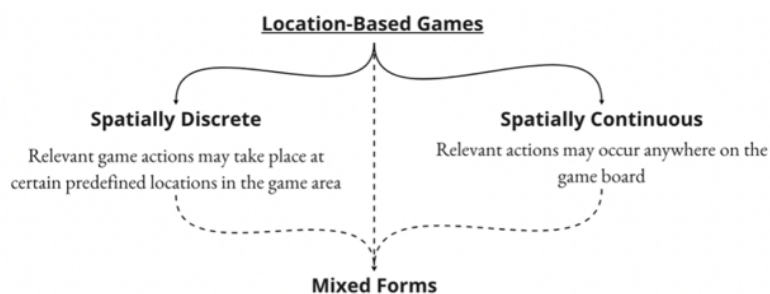 Location-Based Games
Spatially Discrete
Relevant game actions may take place at
certain predefined locations in the game area
Spatially Continuous
Relevant actions may occur anywhere on the
game board
Mixed Forms